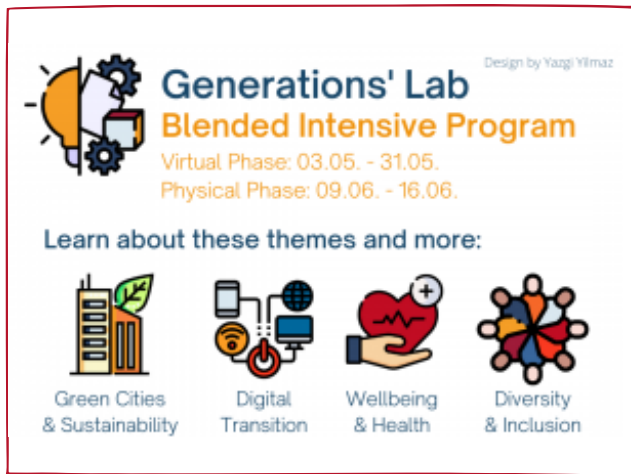 Design by Yazgi Yilmaz
Generations' Lab
Blended Intensive Program
Virtual Phase: 03.05. - 31.05.
Physical Phase: 09.06. - 16.06.
Learn about these themes and more:
Green Cities
& Sustainability
Digital
Transition
Wellbeing
& Health
Diversity
& Inclusion